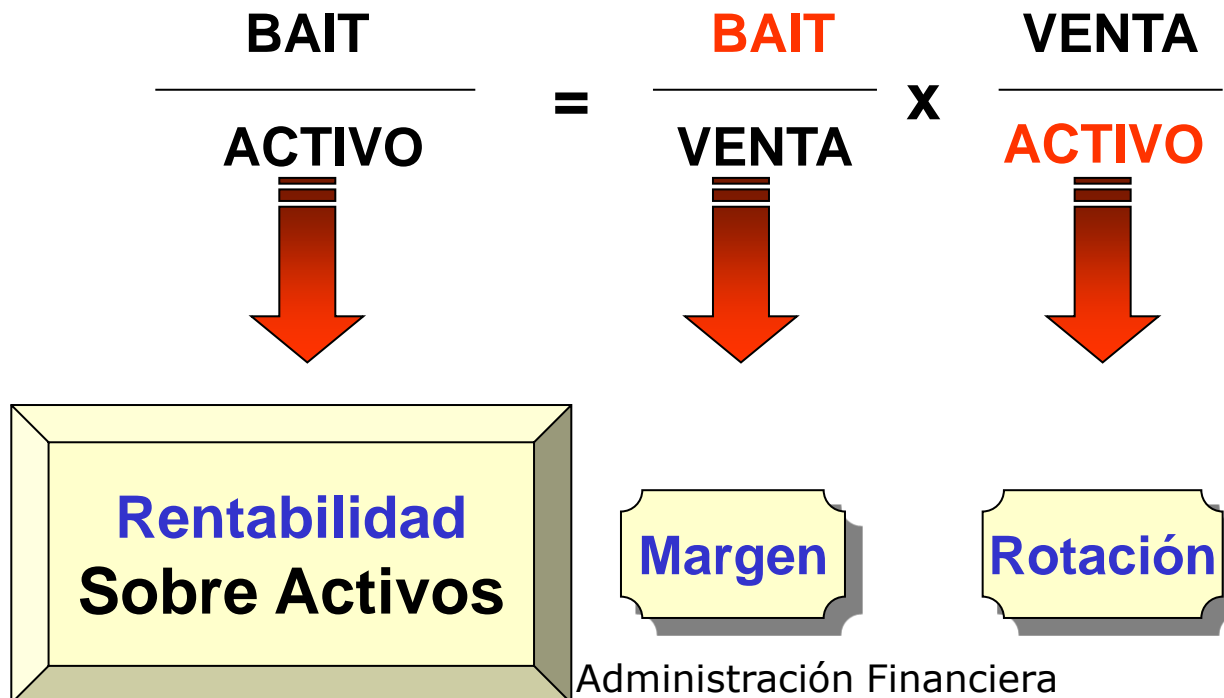 BAIT BAIT VENTA
= x
ACTIVO VENTA ACTIVO
Rentabilidad
Sobre Activos
Margen
Rotación
Administración Financiera